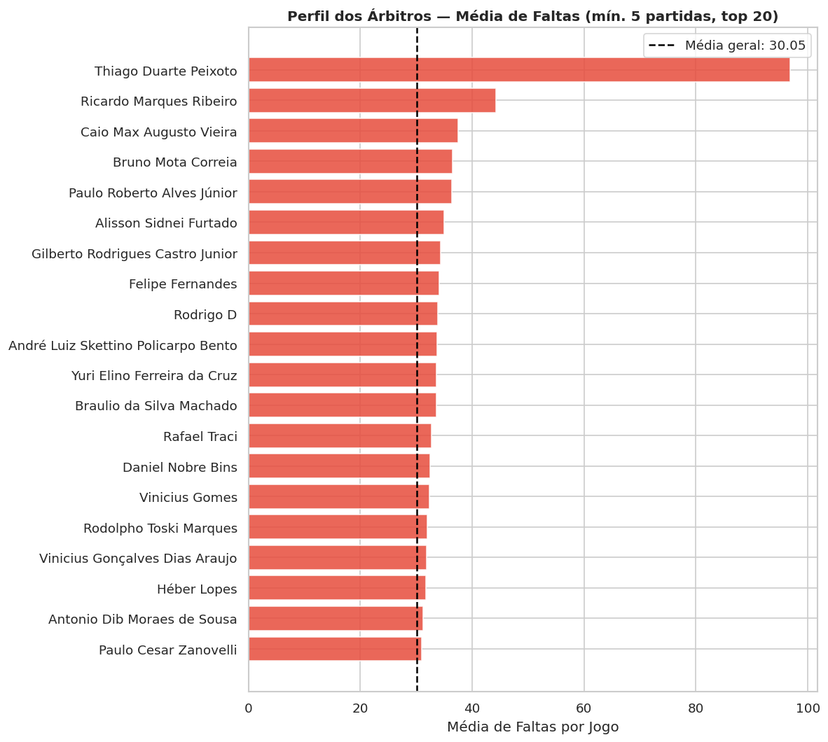 Perfil dos Árbitros — Média de Faltas (mín. 5 partidas, top 20)
Média geral: 30.05
Thiago Duarte Peixoto
Ricardo Marques Ribeiro
Caio Max Augusto Vieira
Bruno Mota Correia
Paulo Roberto Alves Júnior
Alisson Sidnei Furtado
Gilberto Rodrigues Castro Junior
Felipe Fernandes
Rodrigo D
André Luiz Skettino Policarpo Bento
Yuri Elino Ferreira da Cruz
Braulio da Silva Machado
Rafael Traci
Daniel Nobre Bins
Vinicius Gomes
Rodolpho Toski Marques
Vinicius Gonçalves Dias Araujo
Héber Lopes
Antonio Dib Moraes de Sousa
Paulo Cesar Zanovelli
0 20 40 60 80 100
Média de Faltas por Jogo